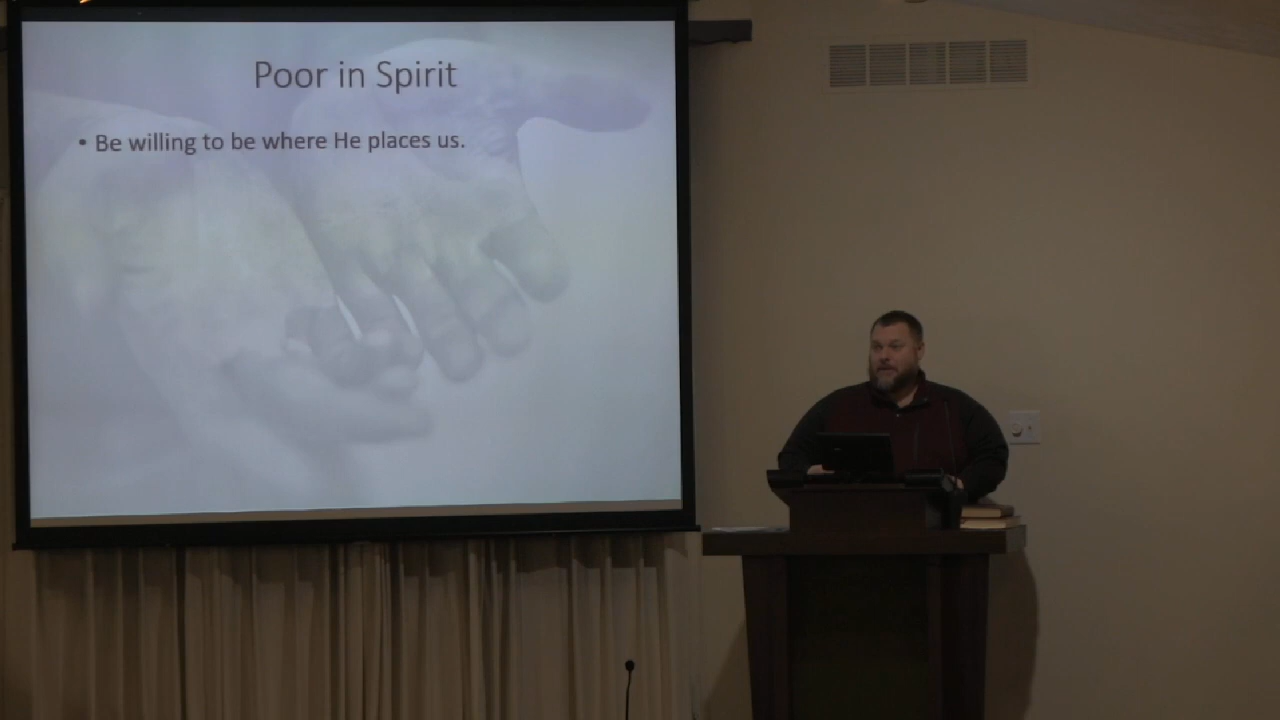 Poor in Spirit
• Be willing to be where He places us.